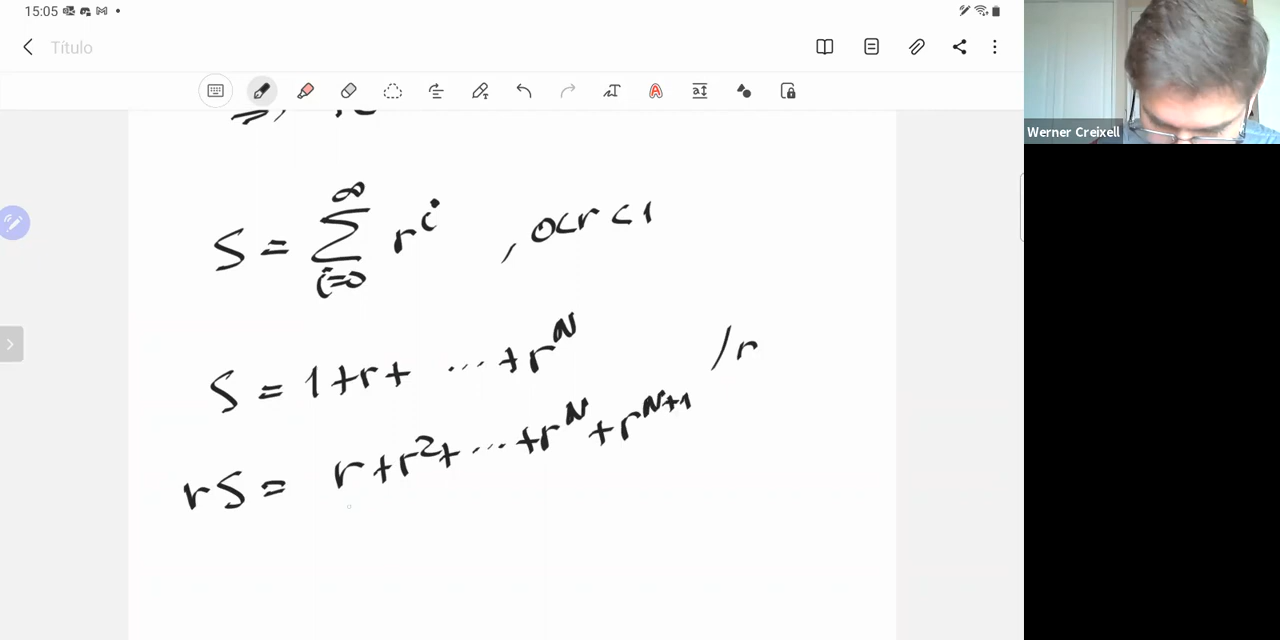 15:05
Título
Werner Creixell
S = ∑_{i=0}^{∞} r^i , 0<r<1
S = 1+r+ ... +r^N /r
rS = r+r^2+ ... +r^N+r^{N+1}